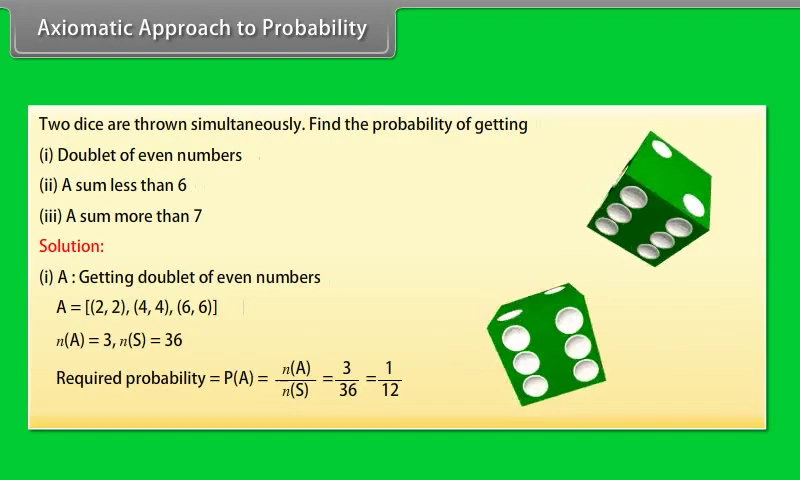 Axiomatic Approach to Probability
Two dice are thrown simultaneously. Find the probability of getting
(i) Doublet of even numbers
(ii) A sum less than 6
(iii) A sum more than 7
Solution:
(i) A : Getting doublet of even numbers
A = [(2, 2), (4, 4), (6, 6)]
n(A) = 3, n(S) = 36
Required probability = P(A) = n(A)/n(S) = 3/36 = 1/12